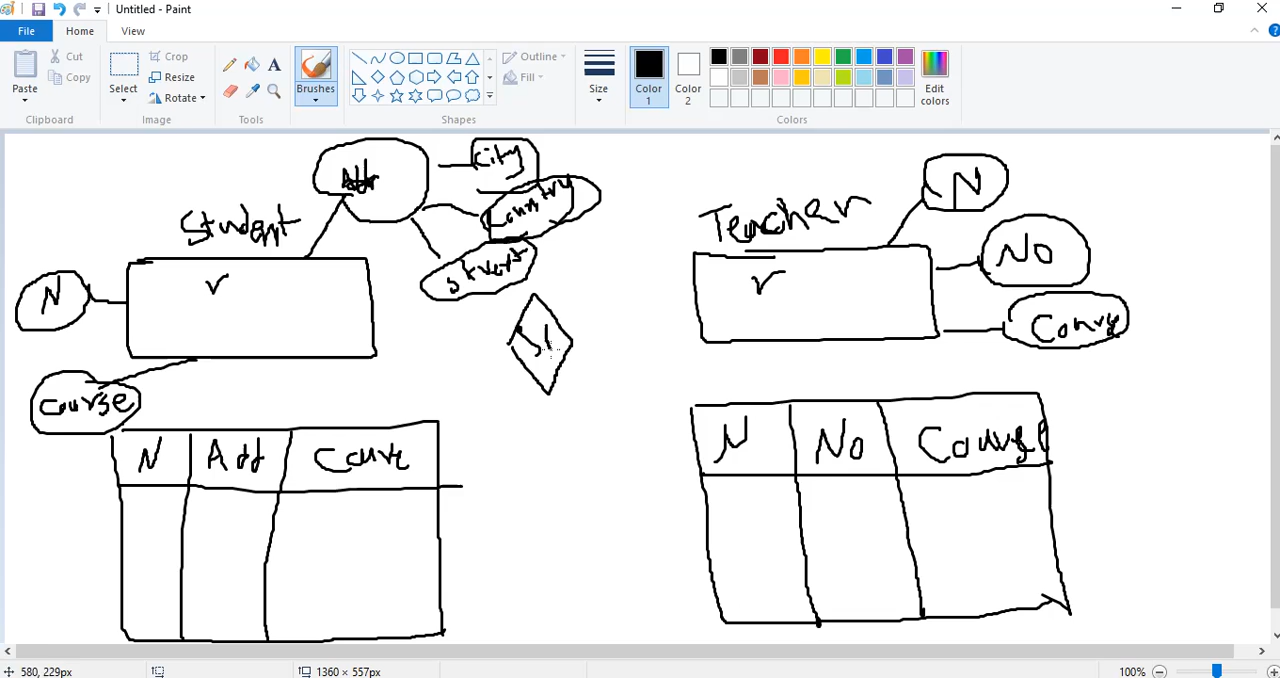 Untitled - Paint
File
Home
View
Paste
Cut
Copy
Clipboard
Select
Crop
Resize
Rotate
Image
Tools
Brushes
Outline
Fill
Shapes
Size
Color 1
Color 2
Edit colors
Colors
City
Country
street
Student
N
Course
Teacher
N
No
N
Add
N
No
580, 229px
1360 × 557px
100%